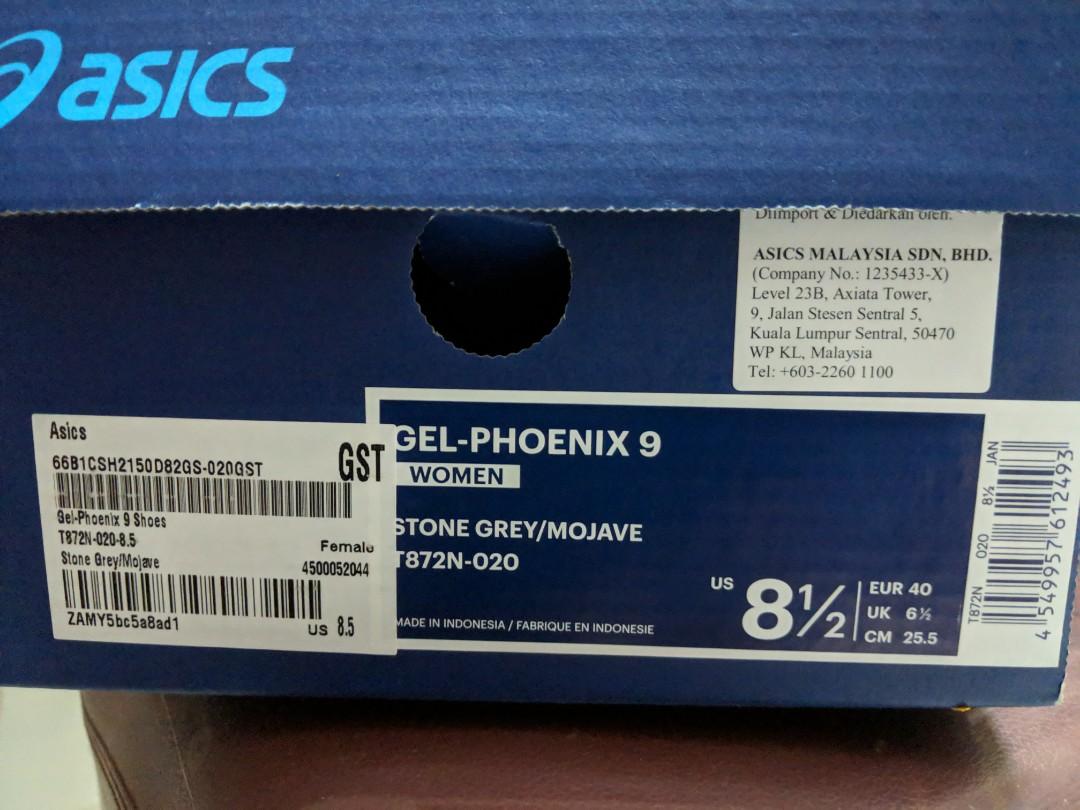 asics
Diimport & Diedarkan oleh:
ASICS MALAYSIA SDN, BHD.
(Company No.: 1235433-X)
Level 23B, Axiata Tower,
9, Jalan Stesen Sentral 5,
Kuala Lumpur Sentral, 50470
WP KL, Malaysia
Tel: +603-2260 1100
Asics
66B1CSH2150D82GS-020GST
GST
Gel-Phoenix 9 Shoes
T872N-020-8.5
Female
Stone Grey/Mojave
4500052044
ZAMY5bc5a8ad1
US 8.5
GEL-PHOENIX 9
WOMEN
STONE GREY/MOJAVE
T872N-020
MADE IN INDONESIA / FABRIQUE EN INDONESIE
US 8½
EUR 40
UK 6½
CM 25.5
T872N 020 8½ JAN
4 549957 612493